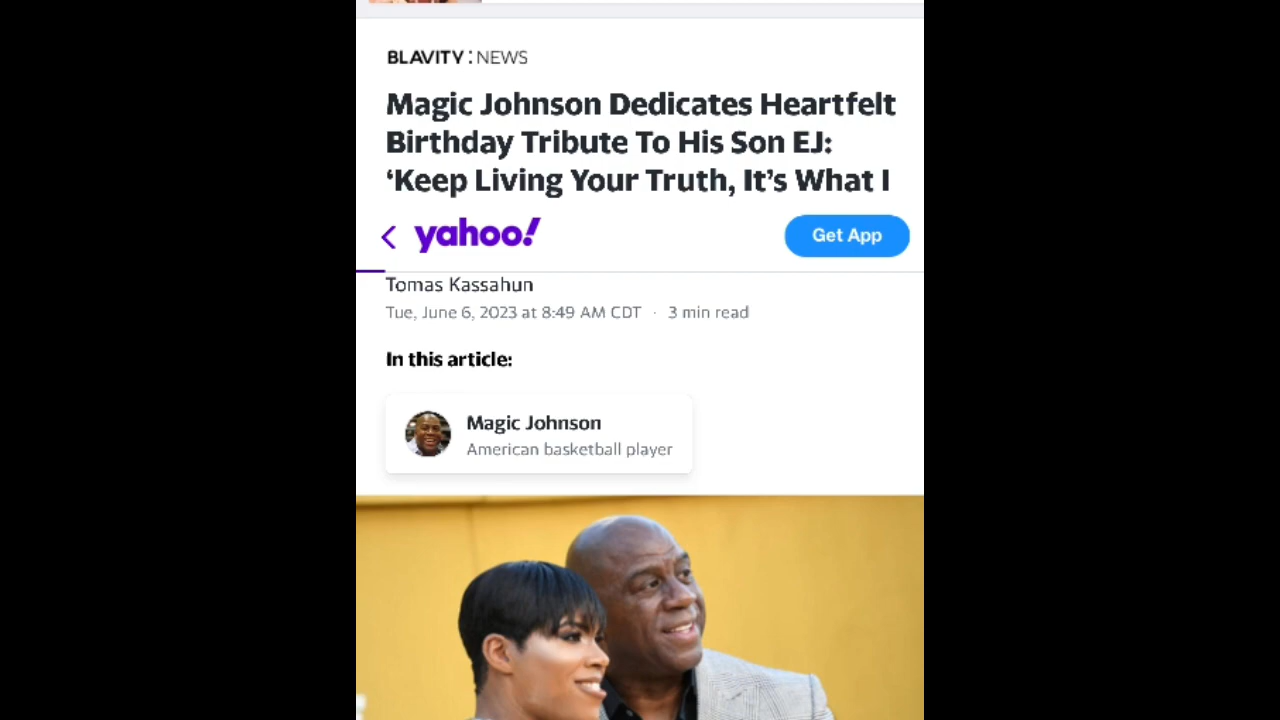 BLAVITY : NEWS
Magic Johnson Dedicates Heartfelt
Birthday Tribute To His Son EJ:
‘Keep Living Your Truth, It’s What I
yahoo!
Get App
Tomas Kassahun
Tue, June 6, 2023 at 8:49 AM CDT · 3 min read
In this article:
Magic Johnson
American basketball player